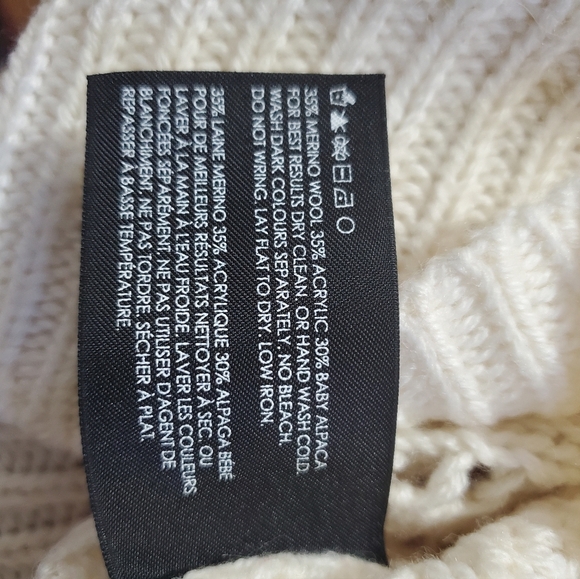 35% MERINO WOOL 35% ACRYLIC 30% BABY ALPACA
FOR BEST RESULTS DRY CLEAN. OR HAND WASH COLD.
WASH DARK COLOURS SEPARATELY, NO BLEACH.
DO NOT WRING. LAY FLAT TO DRY. LOW IRON.
35% LAINE MERINO 35% ACRYLIQUE 30% ALPAGA BÉBÉ
POUR DE MEILLEURS RESULTATS NETTOYER À SEC. OU
LAVER À LA MAIN À L'EAU FROIDE. LAVER LES COULEURS
FONCÉES SÉPARÉMENT. NE PAS UTILISER D'AGENT DE
BLANCHIMENT. NE PAS TORDRE. SÉCHER À PLAT.
REPASSER À BASSE TEMPÉRATURE.